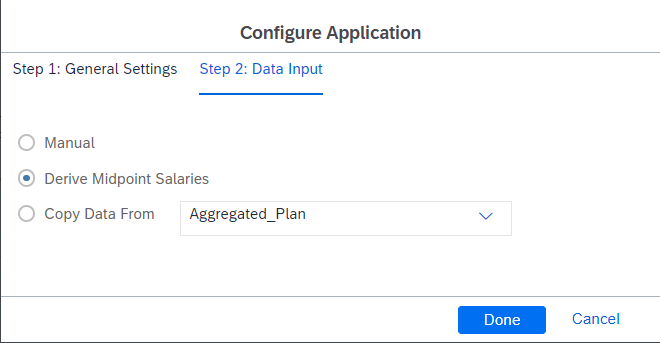 Configure Application
Step 1: General Settings Step 2: Data Input
Manual
Derive Midpoint Salaries
Copy Data From Aggregated_Plan
Done Cancel